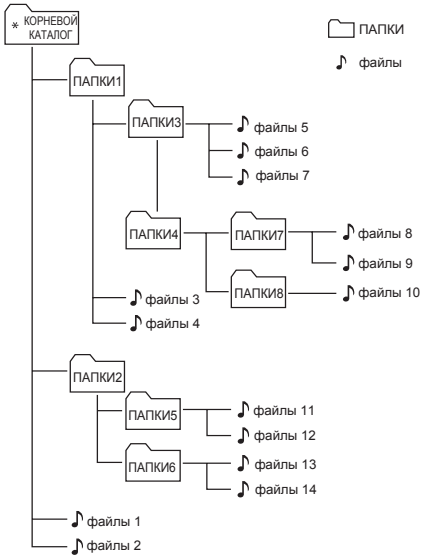 * КОРНЕВОЙ
КАТАЛОГ
ПАПКИ
файлы
ПАПКИ1
ПАПКИ3
файлы 5
файлы 6
файлы 7
ПАПКИ4
ПАПКИ7
файлы 8
файлы 9
ПАПКИ8
файлы 10
файлы 3
файлы 4
ПАПКИ2
ПАПКИ5
файлы 11
файлы 12
ПАПКИ6
файлы 13
файлы 14
файлы 1
файлы 2